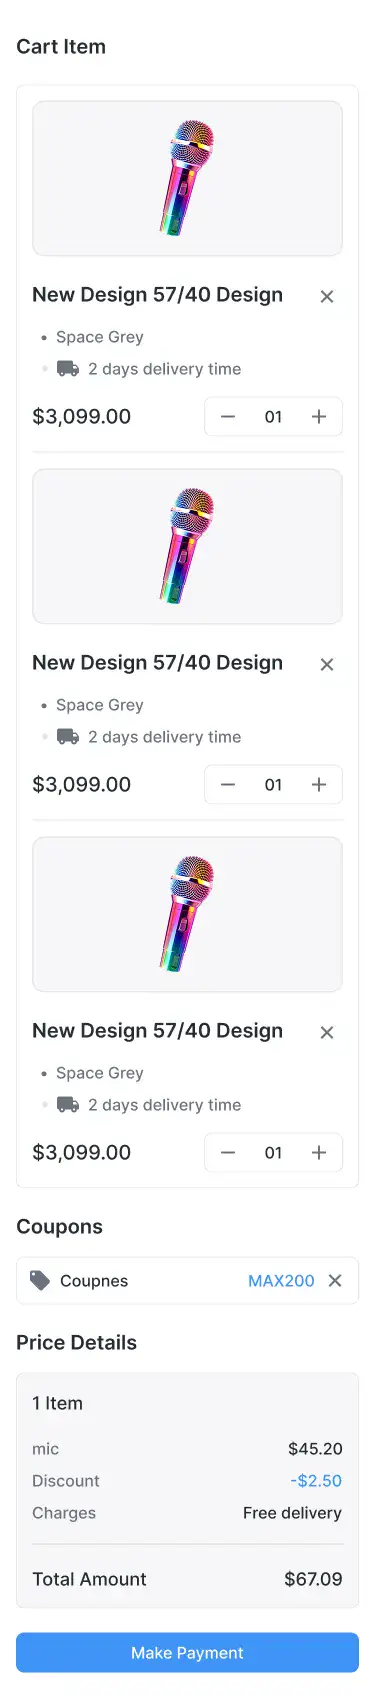 Cart Item
New Design 57/40 Design
Space Grey
2 days delivery time
$3,099.00 01
New Design 57/40 Design
Space Grey
2 days delivery time
$3,099.00 01
New Design 57/40 Design
Space Grey
2 days delivery time
$3,099.00 01
Coupons
Coupnes MAX200
Price Details
1 Item
mic $45.20
Discount -$2.50
Charges Free delivery
Total Amount $67.09
Make Payment